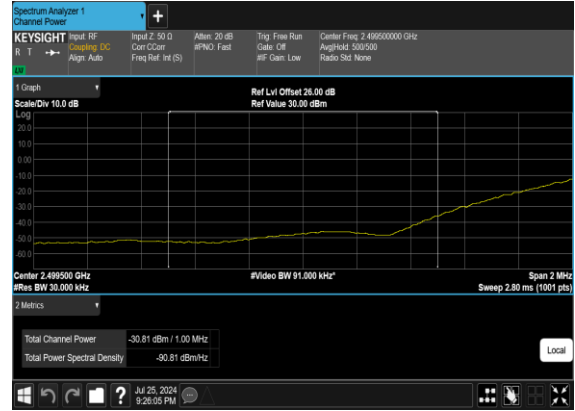 Spectrum Analyzer 1
Channel Power
+
KEYSIGHT Input: RF Input Z: 50 Ω Atten: 20 dB Trig: Free Run Center Freq: 2.499500000 GHz
R T Coupling: DC Corr CCorr #PNO: Fast Gate: Off Avg|Hold: 500/500
Align: Auto Freq Ref: Int (S) #IF Gain: Low Radio Std: None
1 Graph
Scale/Div 10.0 dB
Ref Lvl Offset 26.00 dB
Ref Value 30.00 dBm
Log
20.0
10.0
0.00
-10.0
-20.0
-30.0
-40.0
-50.0
-60.0
Center 2.499500 GHz #Video BW 91.000 kHz* Span 2 MHz
#Res BW 30.000 kHz Sweep 2.80 ms (1001 pts)
2 Metrics
Total Channel Power -30.81 dBm / 1.00 MHz
Total Power Spectral Density -90.81 dBm/Hz
Local
? Jul 25, 2024
9:26:05 PM